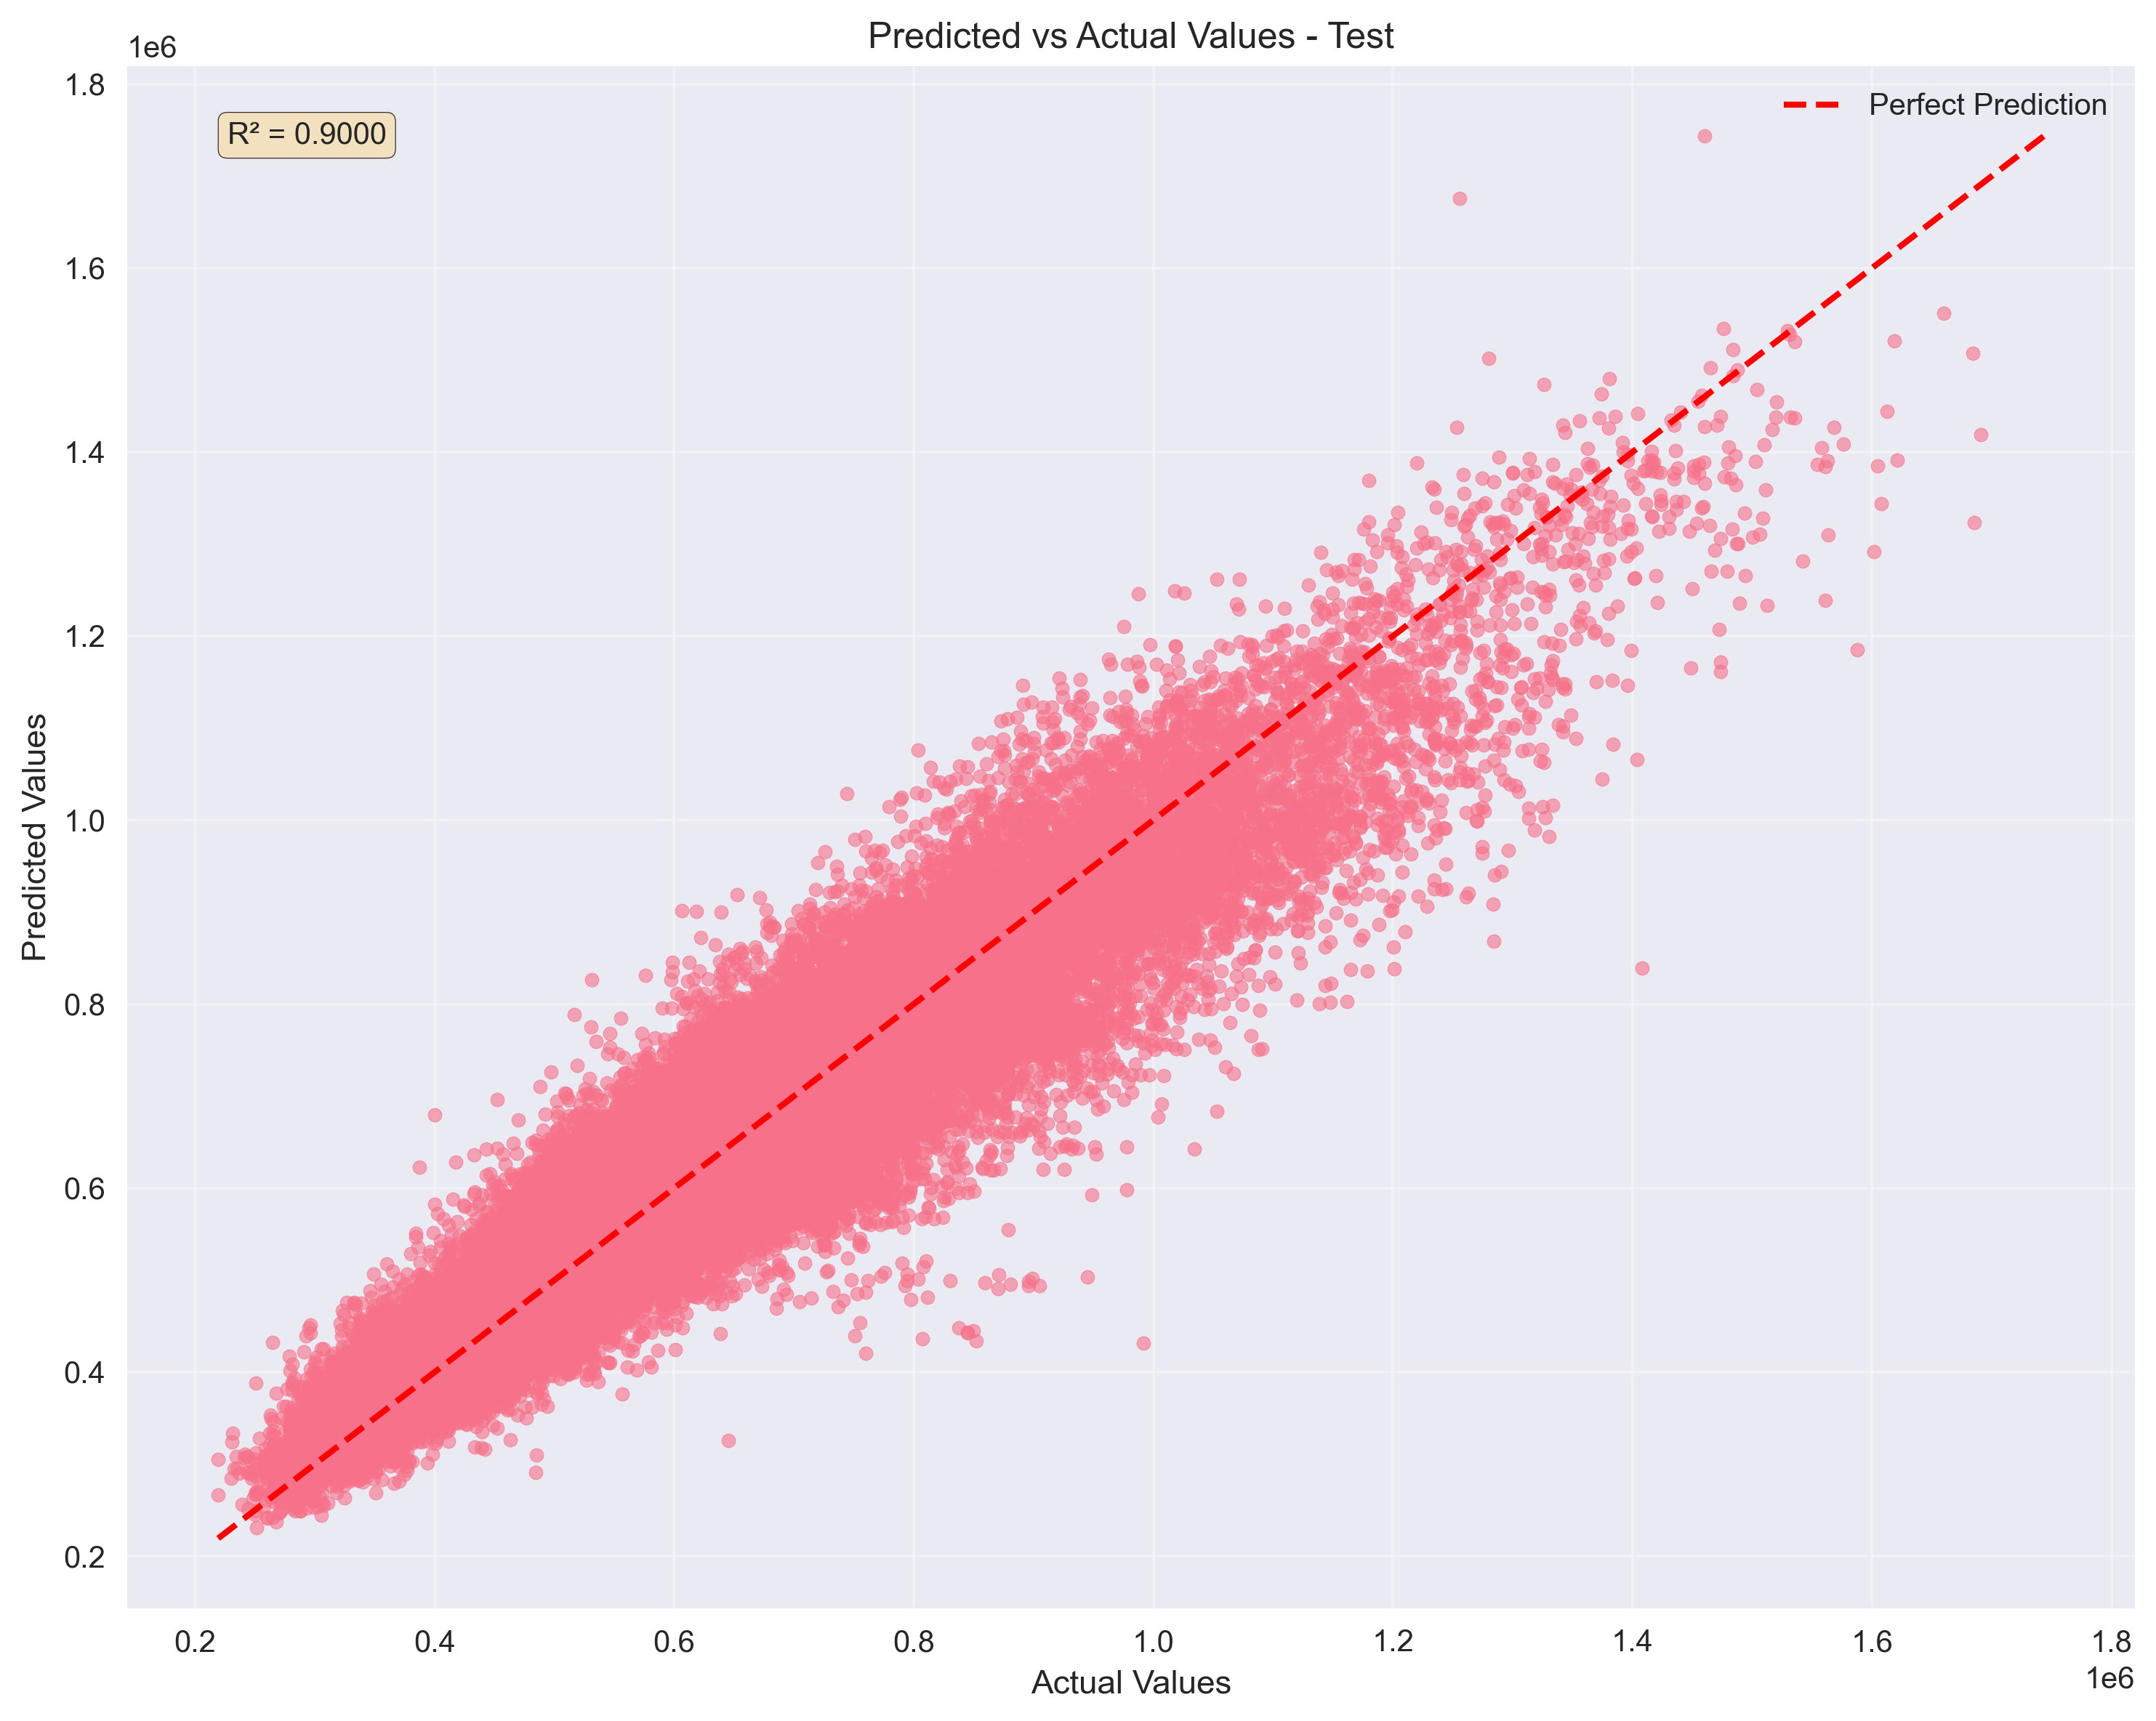 Predicted vs Actual Values - Test
1e6
1.8
1.6
1.4
1.2
1.0
0.8
0.6
0.4
0.2
Predicted Values
R² = 0.9000
Perfect Prediction
0.2 0.4 0.6 0.8 1.0 1.2 1.4 1.6 1.8
1e6
Actual Values